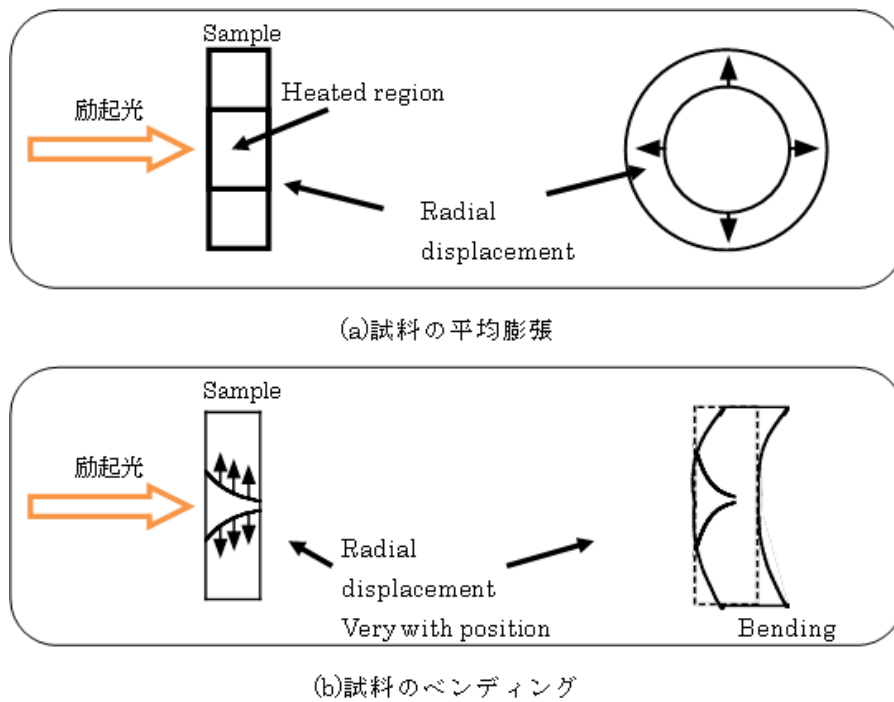 Sample
Heated region
励起光
Radial
displacement
(a)試料の平均膨張
Sample
励起光
Radial
displacement
Very with position
Bending
(b)試料のベンディング